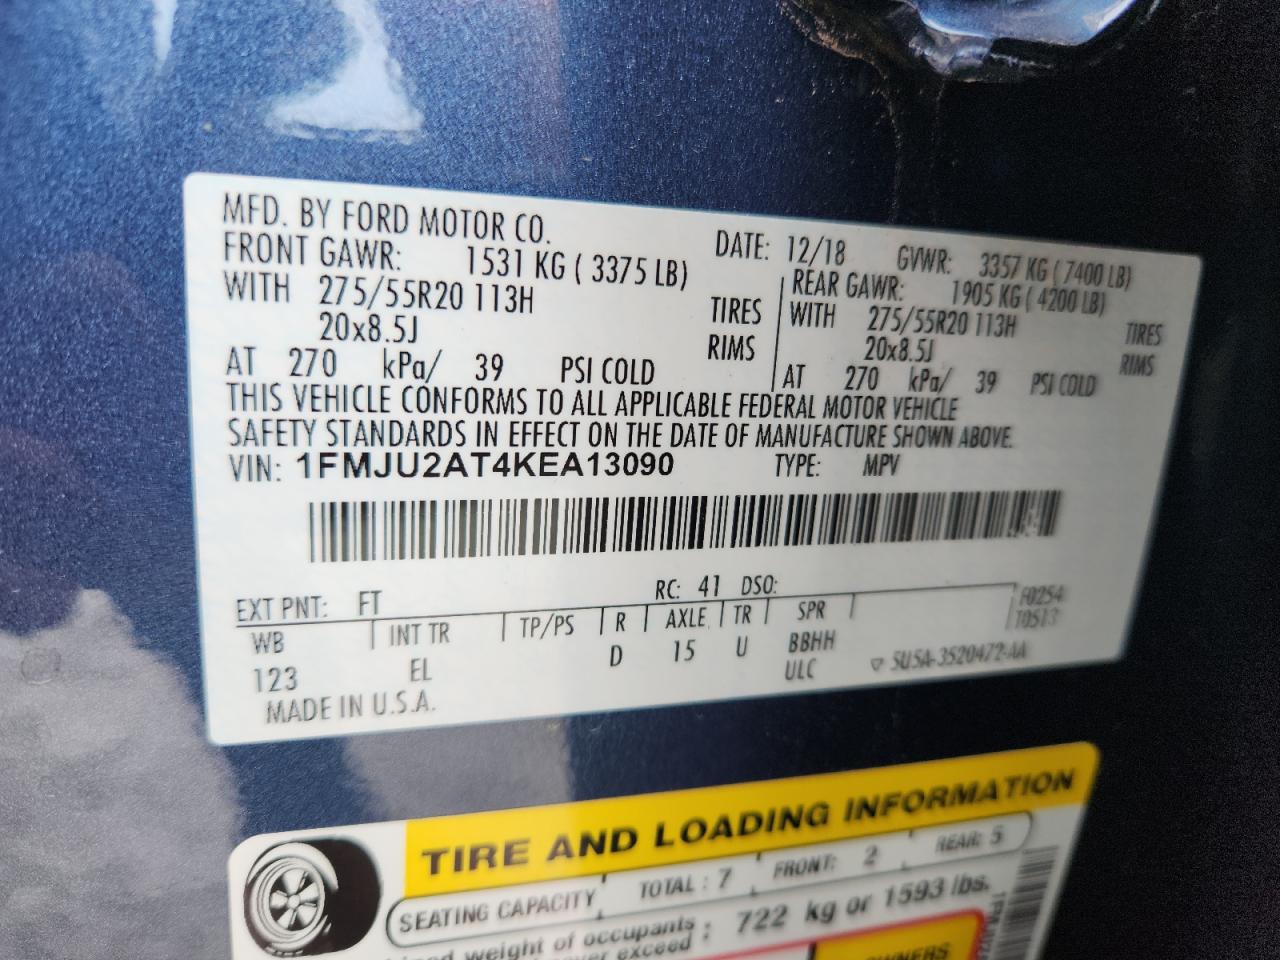 MFD. BY FORD MOTOR CO.
DATE: 12/18 GVWR: 3357 KG ( 7400 LB)
FRONT GAWR: 1531 KG ( 3375 LB)
WITH 275/55R20 113H TIRES
20x8.5J RIMS
AT 270 kPa/ 39 PSI COLD
REAR GAWR: 1905 KG ( 4200 LB)
WITH 275/55R20 113H TIRES
20x8.5J RIMS
AT 270 kPa/ 39 PSI COLD
THIS VEHICLE CONFORMS TO ALL APPLICABLE FEDERAL MOTOR VEHICLE
SAFETY STANDARDS IN EFFECT ON THE DATE OF MANUFACTURE SHOWN ABOVE.
VIN: 1FMJU2AT4KEA13090 TYPE: MPV
EXT PNT: FT RC: 41 DSO:
F0254
T0513
WB INT TR TP/PS R AXLE TR SPR
123 EL D 15 U BBHH
ULC
5U5A-3520472-AA
MADE IN U.S.A.
TIRE AND LOADING INFORMATION
SEATING CAPACITY TOTAL : 7 FRONT: 2 REAR: 5
weight of occupants : 722 kg or 1593 lbs.
exceed
OWNERS